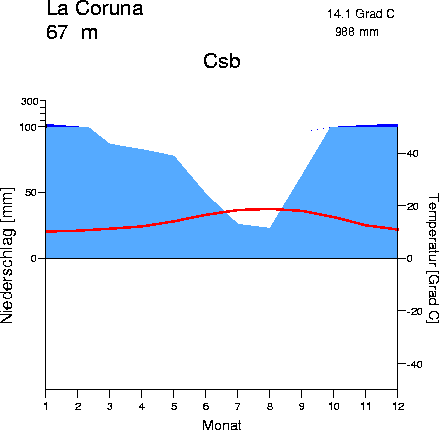 La Coruna
67 m
14.1 Grad C
988 mm
Csb
300
100
50
0
Niederschlag [mm]
40
20
0
-20
-40
Temperatur [Grad C]
1 2 3 4 5 6 7 8 9 10 11 12
Monat